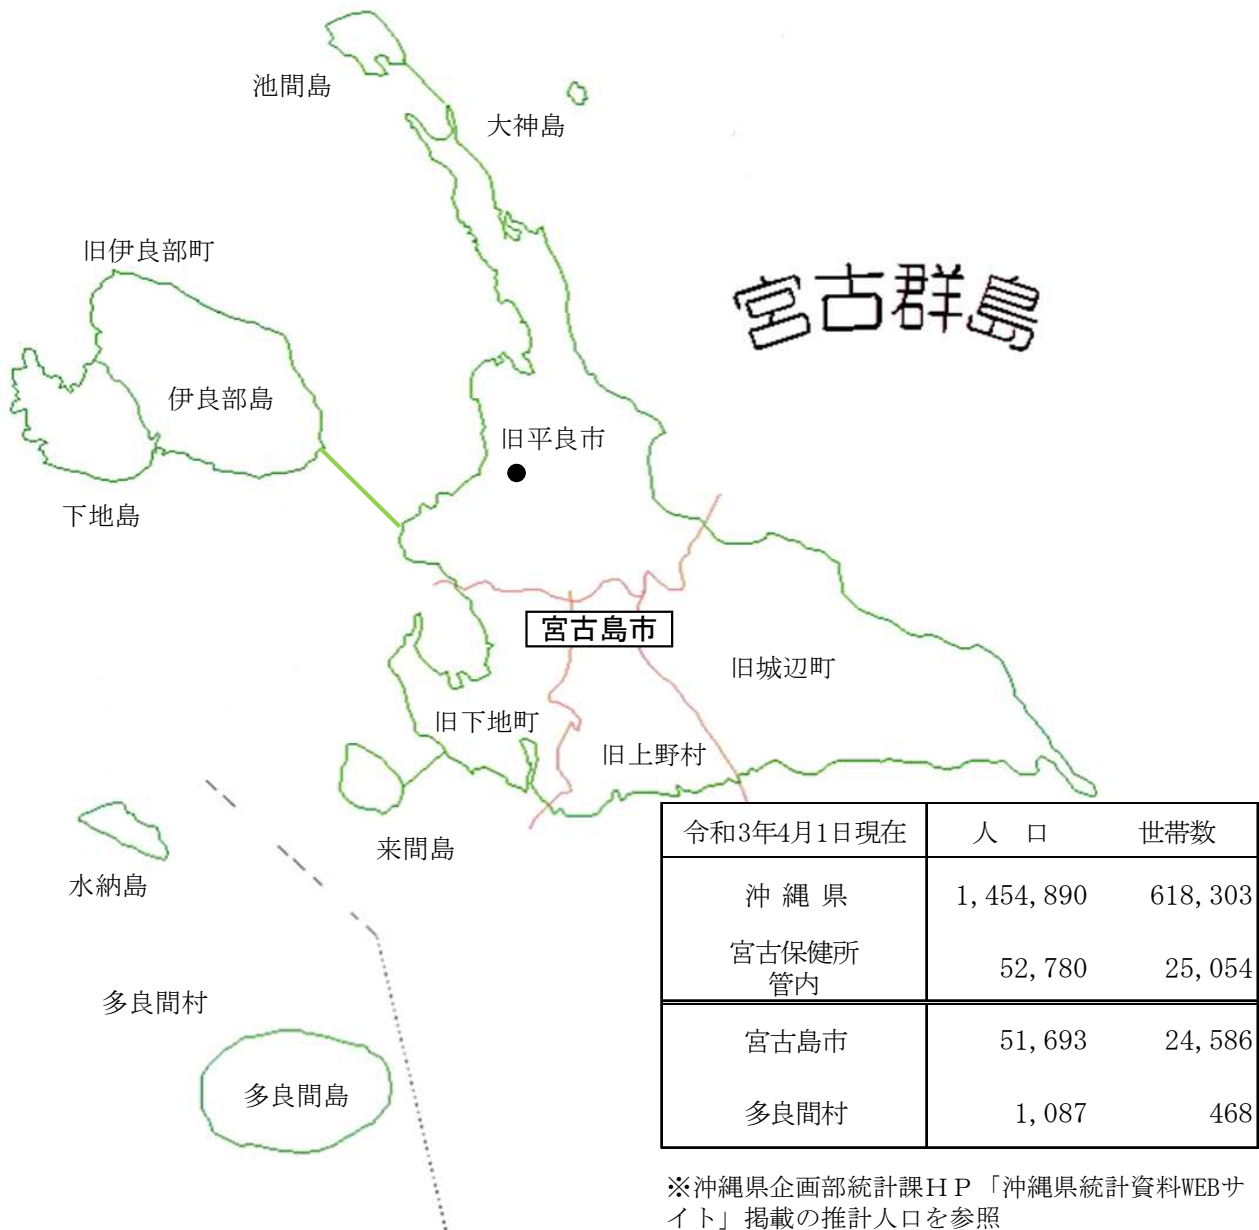 池間島
大神島
旧伊良部町
宮古群島
伊良部島
旧平良市
下地島
宮古島市
旧城辺町
旧下地町
旧上野村
来間島
水納島
多良間村
多良間島
令和3年4月1日現在 人 口 世帯数
沖 縄 県 1,454,890 618,303
宮古保健所
管内 52,780 25,054
宮古島市 51,693 24,586
多良間村 1,087 468
※沖縄県企画部統計課HP「沖縄県統計資料WEBサ
イト」掲載の推計人口を参照